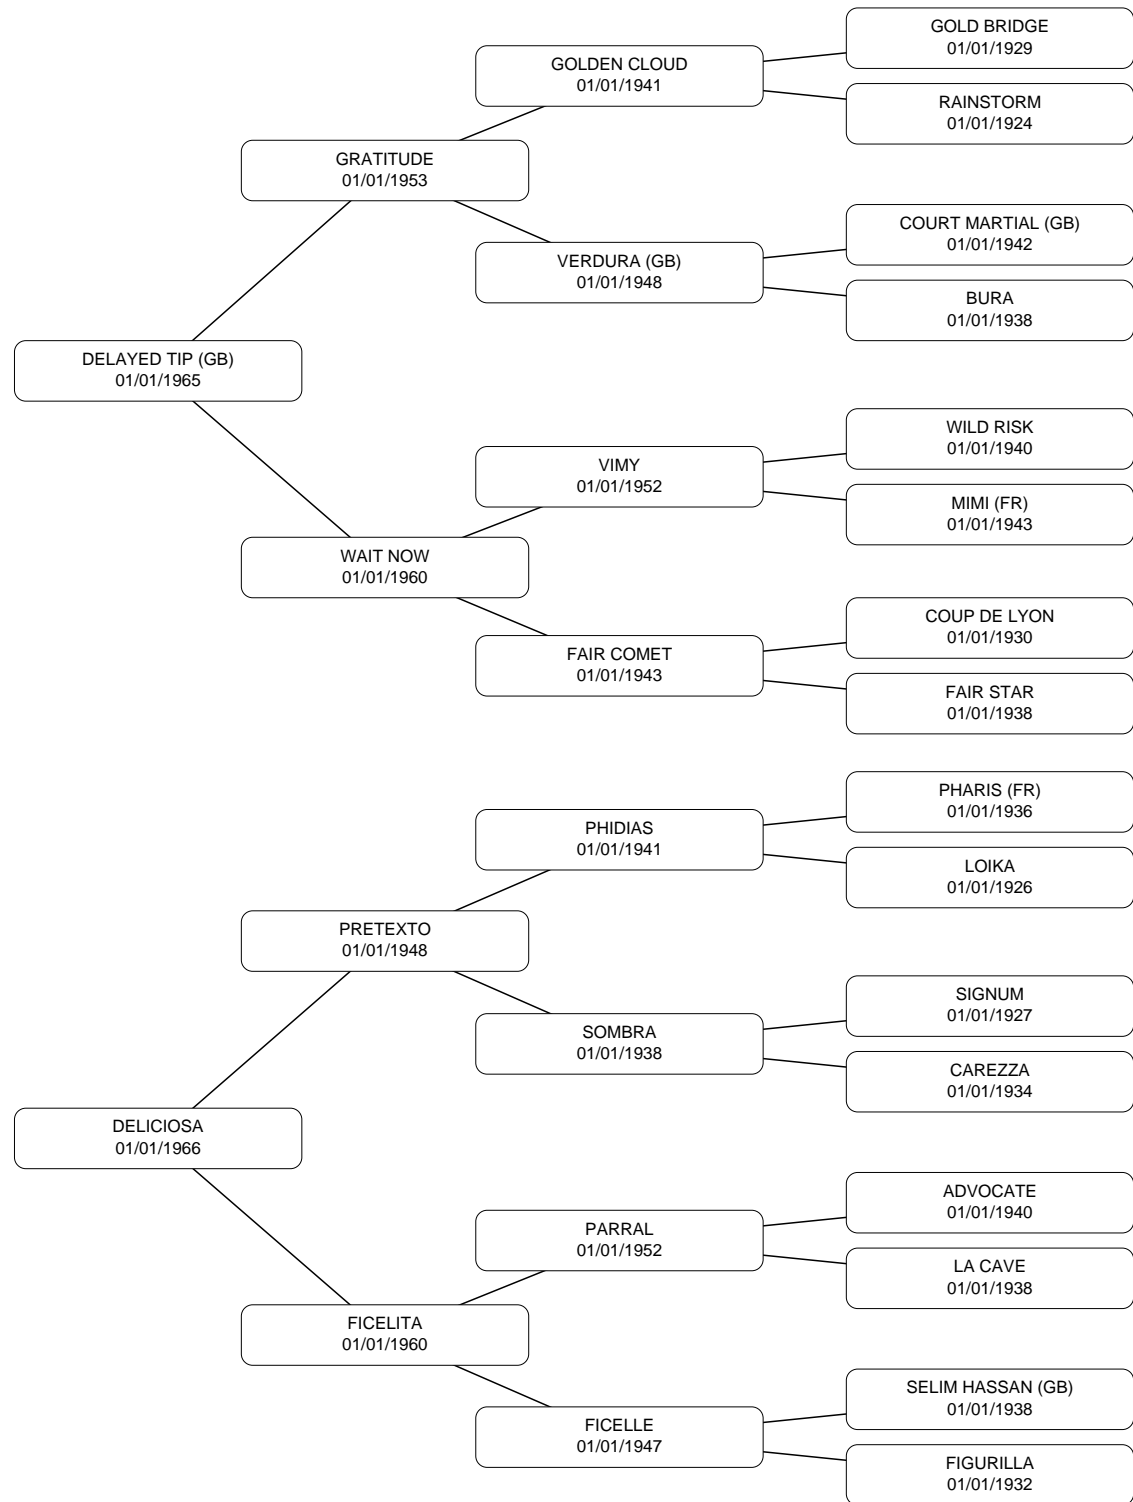 GOLD BRIDGE
01/01/1929
GOLDEN CLOUD
01/01/1941
RAINSTORM
01/01/1924
GRATITUDE
01/01/1953
COURT MARTIAL (GB)
01/01/1942
VERDURA (GB)
01/01/1948
BURA
01/01/1938
DELAYED TIP (GB)
01/01/1965
WILD RISK
01/01/1940
VIMY
01/01/1952
MIMI (FR)
01/01/1943
WAIT NOW
01/01/1960
COUP DE LYON
01/01/1930
FAIR COMET
01/01/1943
FAIR STAR
01/01/1938
PHARIS (FR)
01/01/1936
PHIDIAS
01/01/1941
LOIKA
01/01/1926
PRETEXTO
01/01/1948
SIGNUM
01/01/1927
SOMBRA
01/01/1938
CAREZZA
01/01/1934
DELICIOSA
01/01/1966
ADVOCATE
01/01/1940
PARRAL
01/01/1952
LA CAVE
01/01/1938
FICELITA
01/01/1960
SELIM HASSAN (GB)
01/01/1938
FICELLE
01/01/1947
FIGURILLA
01/01/1932